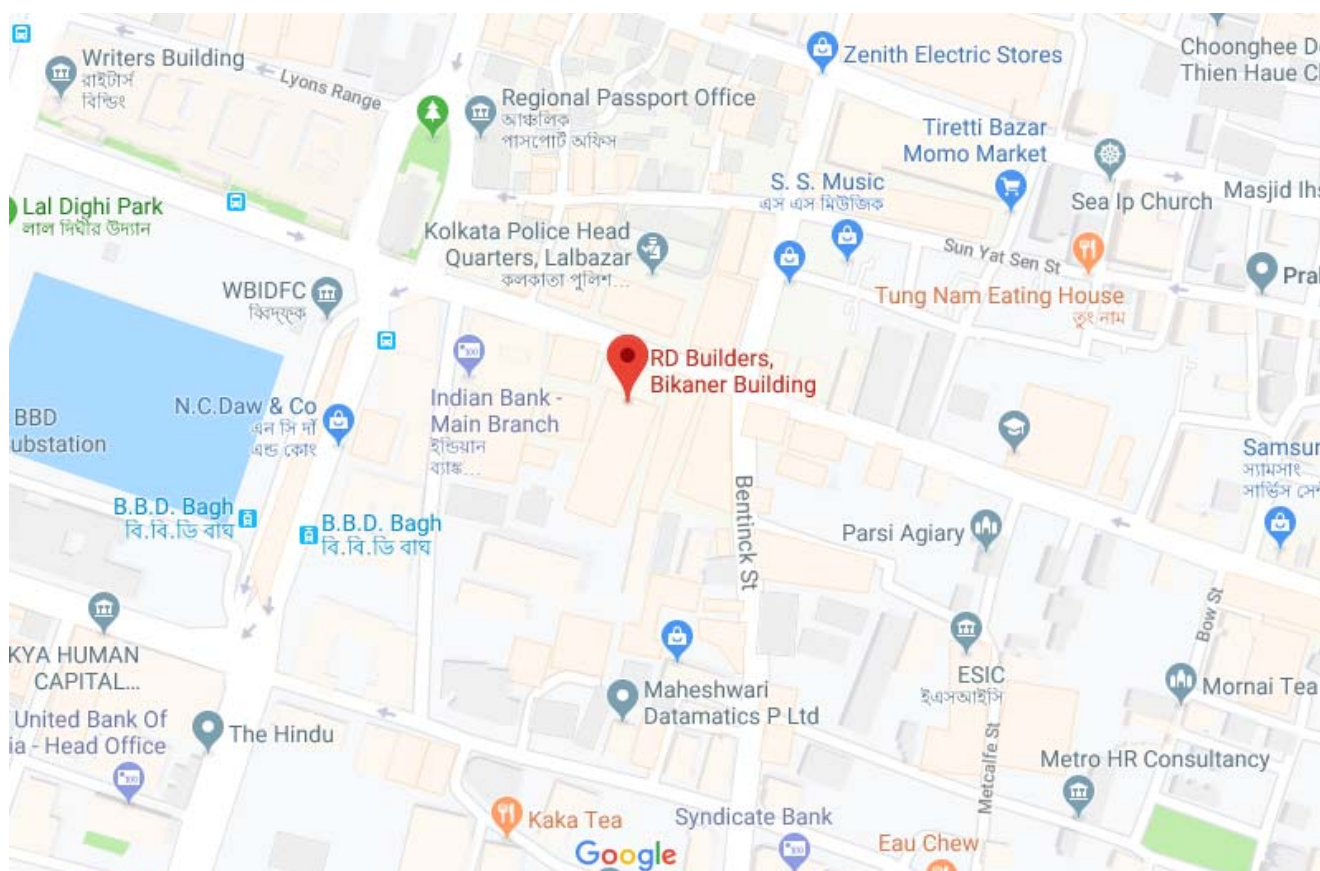 Writers Building
রাইটার্স
বিল্ডিং
Lyons Range
Regional Passport Office
আঞ্চলিক
পাসপোর্ট অফিস
Zenith Electric Stores
Choonghee D
Thien Haue C
Tiretti Bazar
Momo Market
Lal Dighi Park
লাল দিঘীর উদ্যান
S. S. Music
এস এস মিউজিক
Sea Ip Church
Masjid Ihs
Kolkata Police Head
Quarters, Lalbazar
কলকাতা পুলিশ...
Sun Yat Sen St
WBIDFC
Tung Nam Eating House
তুং নাম
Pral
RD Builders,
Bikaner Building
Indian Bank -
Main Branch
ইন্ডিয়ান
ব্যাঙ্ক...
N.C.Daw & Co
এন সি দাঁ
এন্ড কোং
BBD
ubstation
Samsur
স্যামসাং
সার্ভিস সে
B.B.D. Bagh
বি.বি.ডি বাঘ
B.B.D. Bagh
বি.বি.ডি বাঘ
Bentinck St
Parsi Agiary
Bow St
KYA HUMAN
CAPITAL...
ESIC
ইএসআইসি
Maheshwari
Datamatics P Ltd
Mornai Tea
United Bank Of
ia - Head Office
The Hindu
Metcalfe St
Metro HR Consultancy
Kaka Tea
Syndicate Bank
Eau Chew
Google